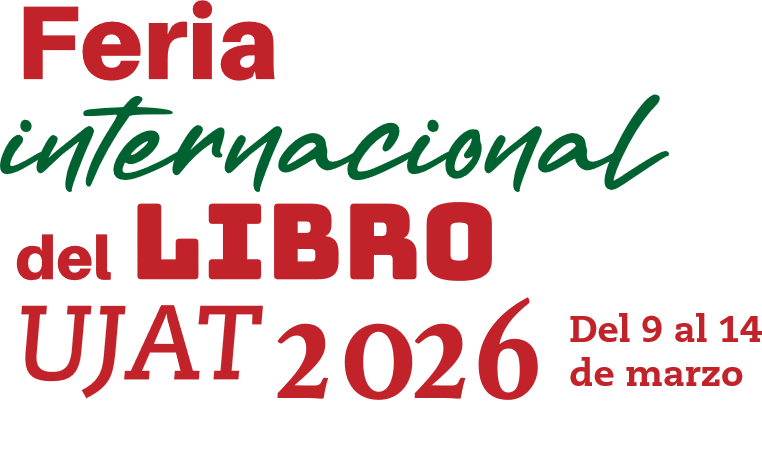 Feria
internacional
del LIBRO
UJAT 2026
Del 9 al 14
de marzo